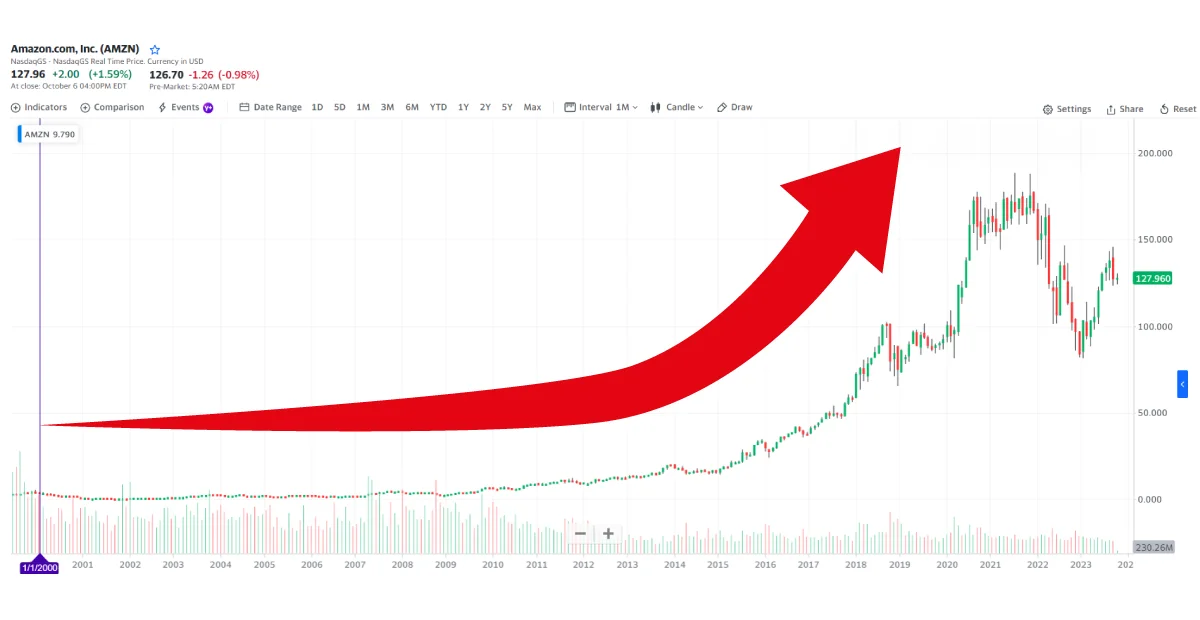 Amazon.com, Inc. (AMZN)
NasdaqGS - NasdaqGS Real Time Price. Currency in USD
127.96 +2.00 (+1.59%) 126.70 -1.26 (-0.98%)
At close: October 6 04:00PM EDT Pre-Market: 5:20AM EDT
Indicators Comparison Events Y+ Date Range 1D 5D 1M 3M 6M YTD 1Y 2Y 5Y Max Interval 1M Candle Draw Settings Share Reset
AMZN 9.790
200.000
150.000
127.960
100.000
50.000
0.000
230.26M
1/1/2000 2001 2002 2003 2004 2005 2006 2007 2008 2009 2010 2011 2012 2013 2014 2015 2016 2017 2018 2019 2020 2021 2022 2023 202